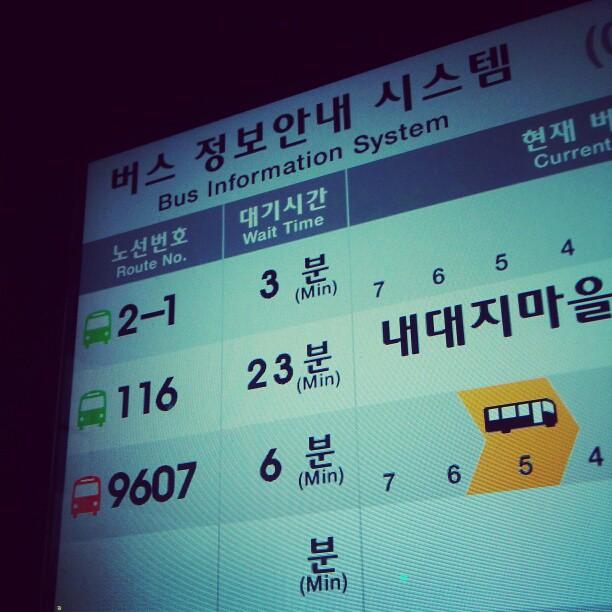 버스 정보안내 시스템
Bus Information System
노선번호 대기시간 현재
Route No. Wait Time Current
2-1 3 분 (Min) 7 6 5 4
116 23 분 (Min) 내대지마을
9607 6 분 (Min) 7 6 5 4
분 (Min)